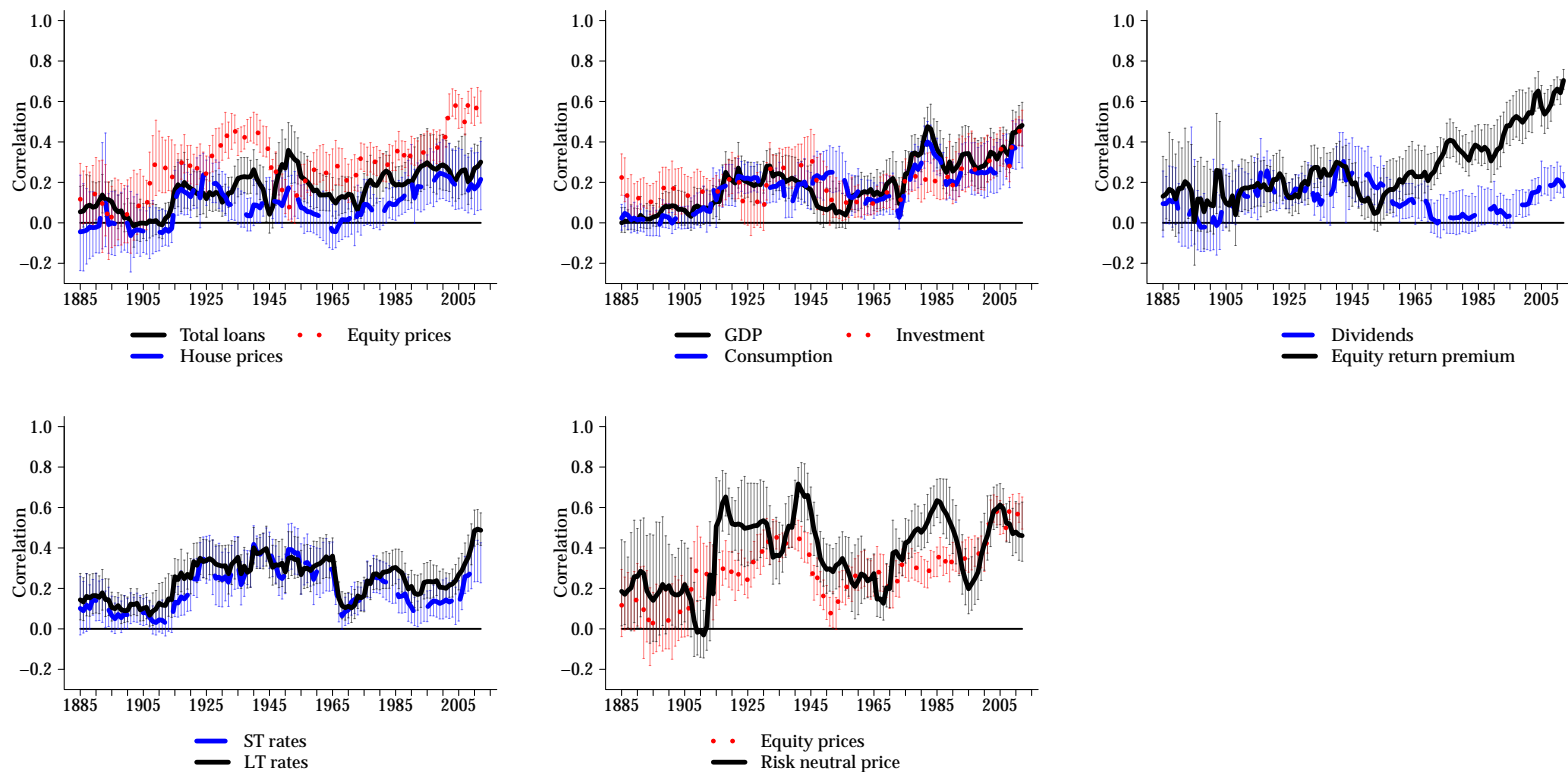 Correlation
1.0
0.8
0.6
0.4
0.2
0.0
−0.2
1885 1905 1925 1945 1965 1985 2005
Total loans Equity prices
House prices
Correlation
1.0
0.8
0.6
0.4
0.2
0.0
−0.2
1885 1905 1925 1945 1965 1985 2005
GDP Investment
Consumption
Correlation
1.0
0.8
0.6
0.4
0.2
0.0
−0.2
1885 1905 1925 1945 1965 1985 2005
Dividends
Equity return premium
Correlation
1.0
0.8
0.6
0.4
0.2
0.0
−0.2
1885 1905 1925 1945 1965 1985 2005
ST rates
LT rates
Correlation
1.0
0.8
0.6
0.4
0.2
0.0
−0.2
1885 1905 1925 1945 1965 1985 2005
Equity prices
Risk neutral price